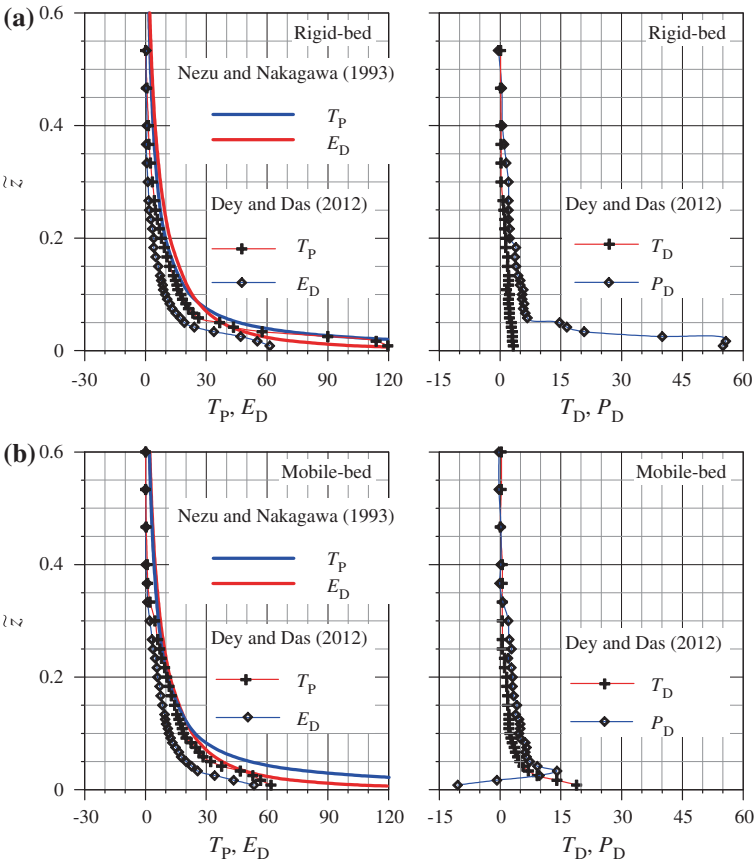 (a)
0.6
Rigid-bed
Nezu and Nakagawa (1993)
T_P
E_D
0.4
z̃
Dey and Das (2012)
T_P
E_D
0.2
0
-30 0 30 60 90 120
T_P, E_D
Rigid-bed
Dey and Das (2012)
T_D
P_D
-15 0 15 30 45 60
T_D, P_D
(b)
0.6
Mobile-bed
Nezu and Nakagawa (1993)
T_P
E_D
0.4
z̃
Dey and Das (2012)
T_P
E_D
0.2
0
-30 0 30 60 90 120
T_P, E_D
Mobile-bed
Dey and Das (2012)
T_D
P_D
-15 0 15 30 45 60
T_D, P_D